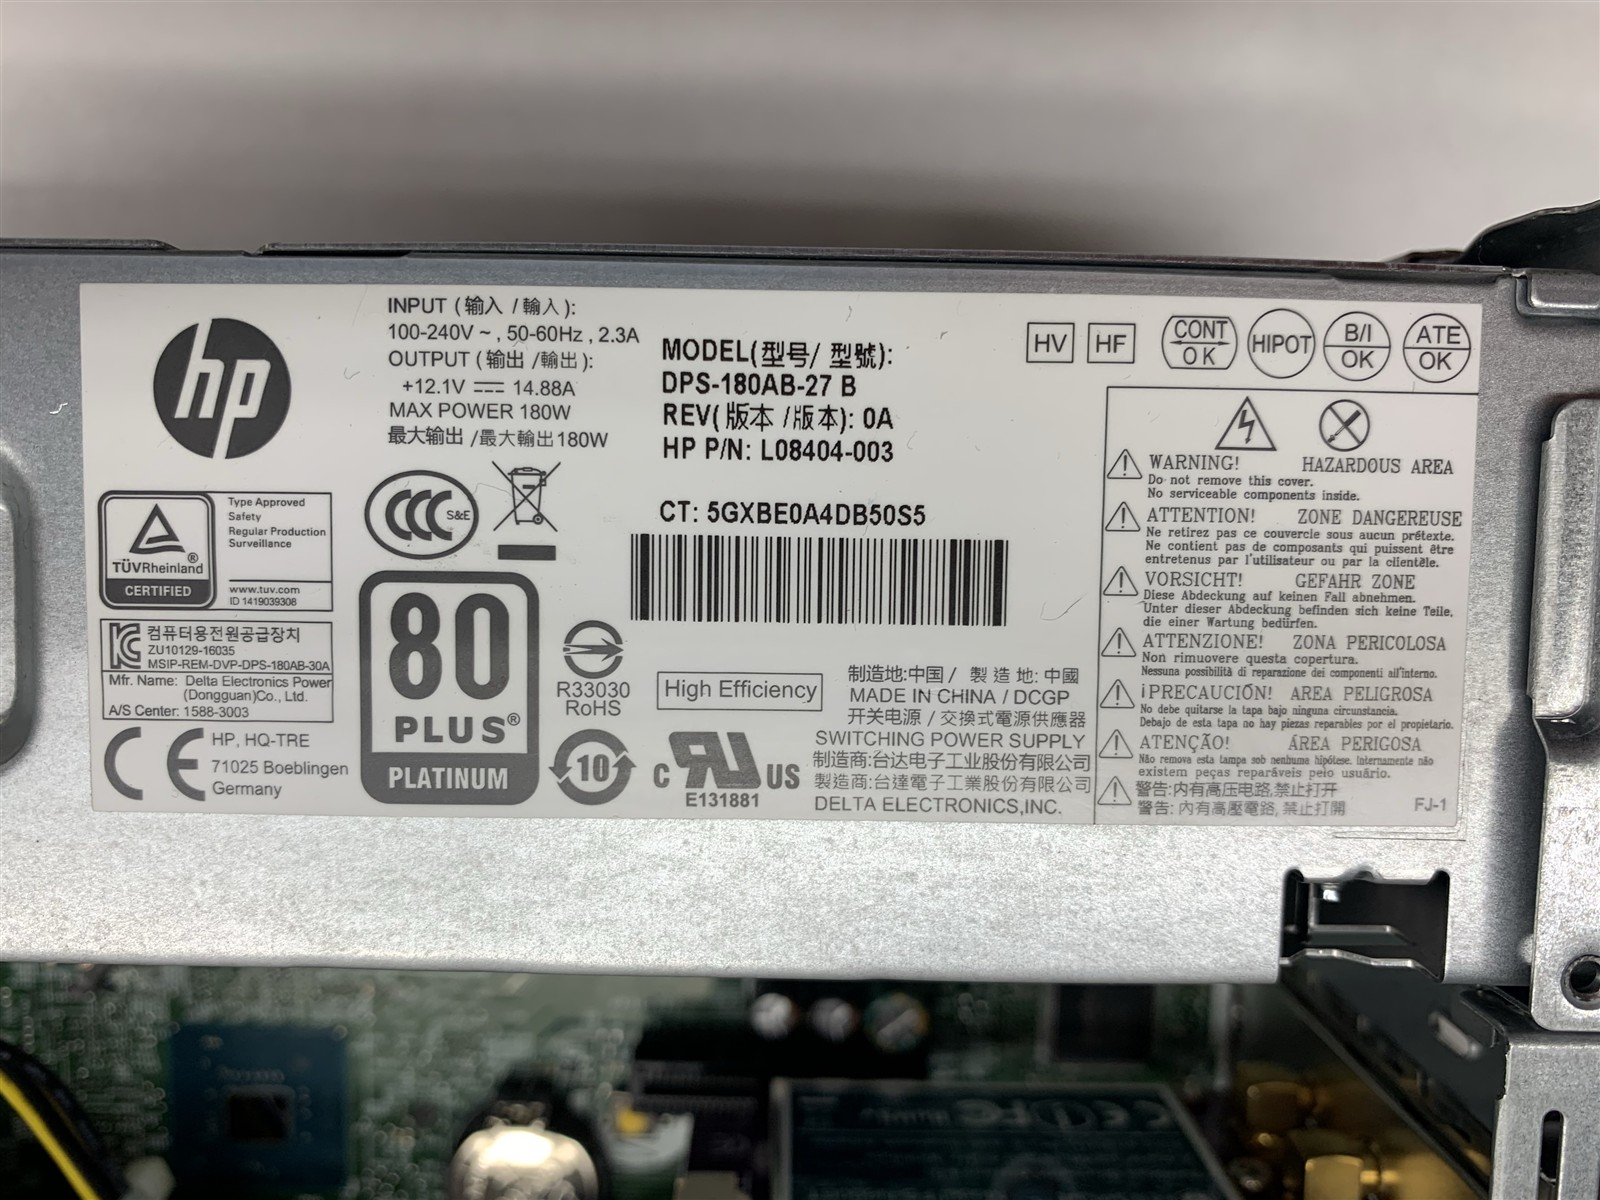 hp
INPUT (输入 / 輸入):
100-240V ~ , 50-60Hz , 2.3A
OUTPUT (输出 / 輸出):
+12.1V ⎓ 14.88A
MAX POWER 180W
最大输出 / 最大輸出180W
MODEL(型号/ 型號):
DPS-180AB-27 B
REV( 版本 / 版本): 0A
HP P/N: L08404-003
CT: 5GXBE0A4DB50S5
HV
HF
CONT
OK
HIPOT
B/I
OK
ATE
OK
TÜVRheinland®
CERTIFIED
Type Approved
Safety
Regular Production
Surveillance
www.tuv.com
ID 1419039308
CCC S&E
컴퓨터용전원공급장치
ZU10129-16035
MSIP-REM-DVP-DPS-180AB-30A
Mfr. Name: Delta Electronics Power
(Dongguan)Co., Ltd.
A/S Center: 1588-3003
CE
HP, HQ-TRE
71025 Boeblingen
Germany
80
PLUS®
PLATINUM
R33030
RoHS
10
High Efficiency
c RU US
E131881
制造地:中国 / 製 造 地: 中國
MADE IN CHINA / DCGP
开关电源 / 交換式電源供應器
SWITCHING POWER SUPPLY
制造商:台达电子工业股份有限公司
製造商:台達電子工業股份有限公司
DELTA ELECTRONICS,INC.
WARNING! HAZARDOUS AREA
Do not remove this cover.
No serviceable components inside.
ATTENTION! ZONE DANGEREUSE
Ne retirez pas ce couvercle sous aucun prétexte.
Ne contient pas de composants qui puissent être
entretenus par l'utilisateur ou par la clientèle.
VORSICHT! GEFAHR ZONE
Diese Abdeckung auf keinen Fall abnehmen.
Unter dieser Abdeckung befinden sich keine Teile,
die einer Wartung bedürfen.
ATTENZIONE! ZONA PERICOLOSA
Non rimuovere questa copertura.
Nessuna possibilità di reparazione dei componenti all'interno.
¡PRECAUCIÓN! AREA PELIGROSA
No debe quitarse la tapa bajo ninguna circunstancia.
Debajo de esta tapa no hay piezas reparables por el propietario.
ATENÇÃO! ÁREA PERIGOSA
Não remova esta tampa sob nenhuma hipótese. Internamente não
existem peças reparáveis pelo usuário.
警告:内有高压电路,禁止打开
警告: 內有高壓電路, 禁止打開
FJ-1